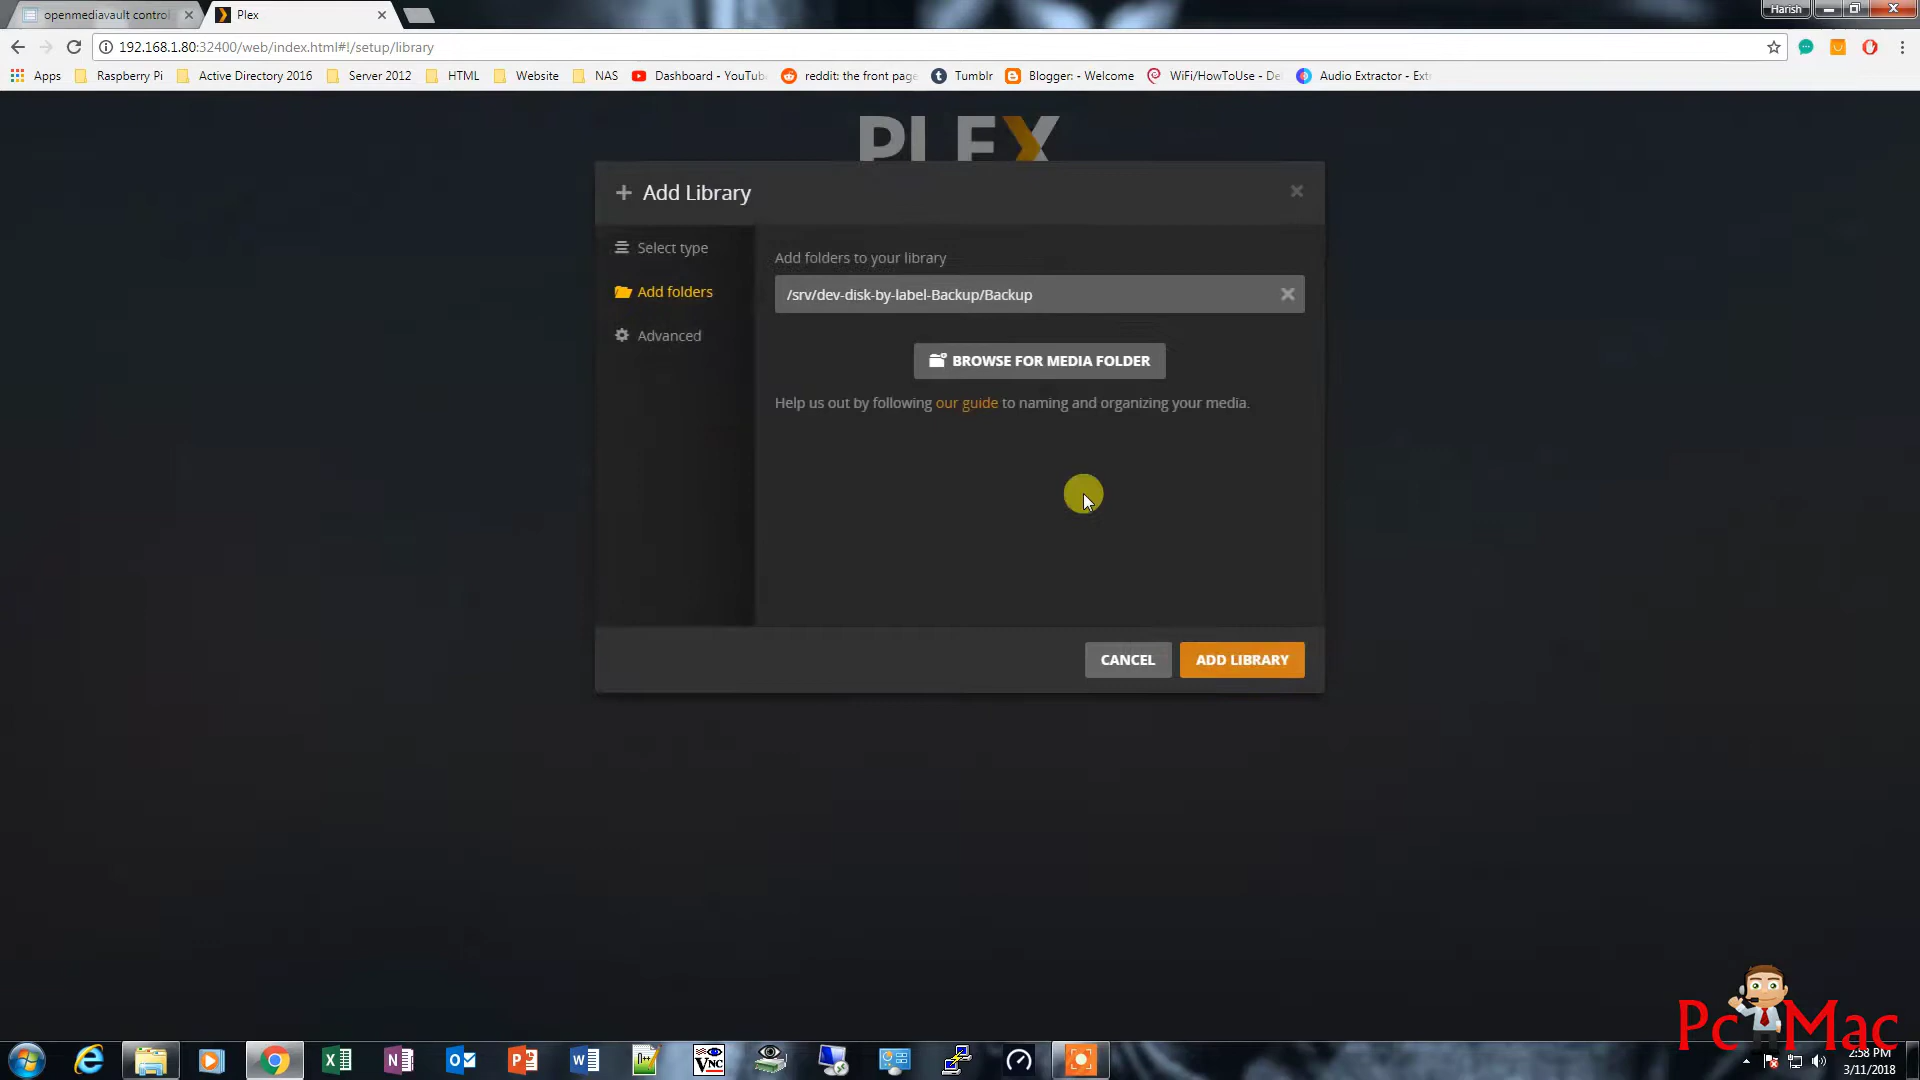 openmediavault control
Plex
Harish
192.168.1.80:32400/web/index.html#!/setup/library
Apps
Raspberry Pi
Active Directory 2016
Server 2012
HTML
Website
NAS
Dashboard - YouTub
reddit: the front page
Tumblr
Blogger: - Welcome
WiFi/HowToUse - De
Audio Extractor - Ext
PLEX
Add Library
Select type
Add folders
Advanced
Add folders to your library
/srv/dev-disk-by-label-Backup/Backup
BROWSE FOR MEDIA FOLDER
Help us out by following our guide to naming and organizing your media.
CANCEL
ADD LIBRARY
Pc Mac
VNC
2:58 PM
3/11/2018